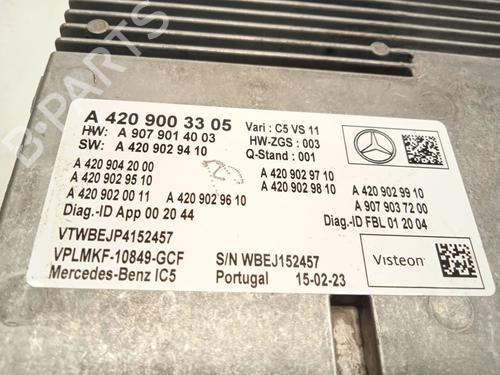 A 420 900 33 05
HW: A 907 901 40 03
SW: A 420 902 94 10
Vari : C5 VS 11
HW-ZGS : 003
Q-Stand : 001
A 420 904 20 00
A 420 902 95 10
A 420 902 00 11 A 420 902 96 10
A 420 902 97 10
A 420 902 98 10
A 420 902 99 10
A 907 903 72 00
Diag.-ID App 00 20 44
Diag.-ID FBL 01 20 04
VTWBEJP4152457
VPLMKF-10849-GCF
Mercedes-Benz IC5
S/N WBEJ152457
Portugal 15-02-23
Visteon